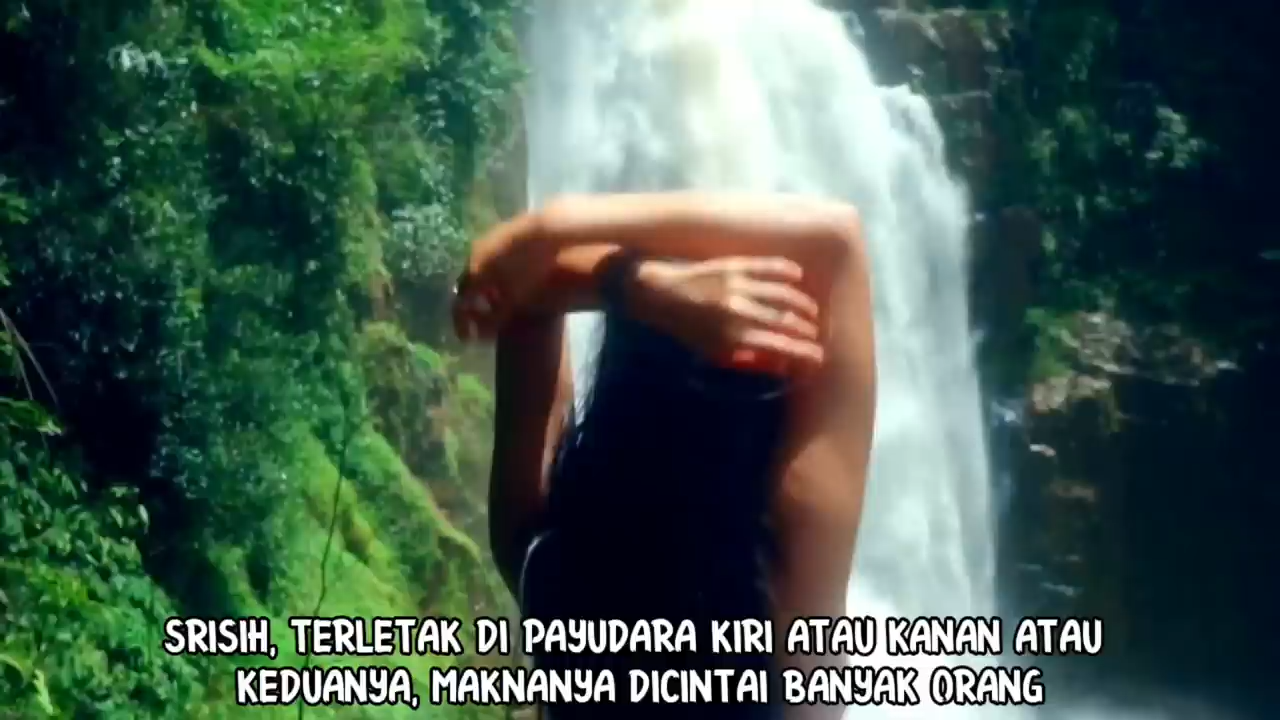 SRISIH, TERLETAK DI PAYUDARA KIRI ATAU KANAN ATAU
KEDUANYA, MAKNANYA DICINTAI BANYAK ORANG